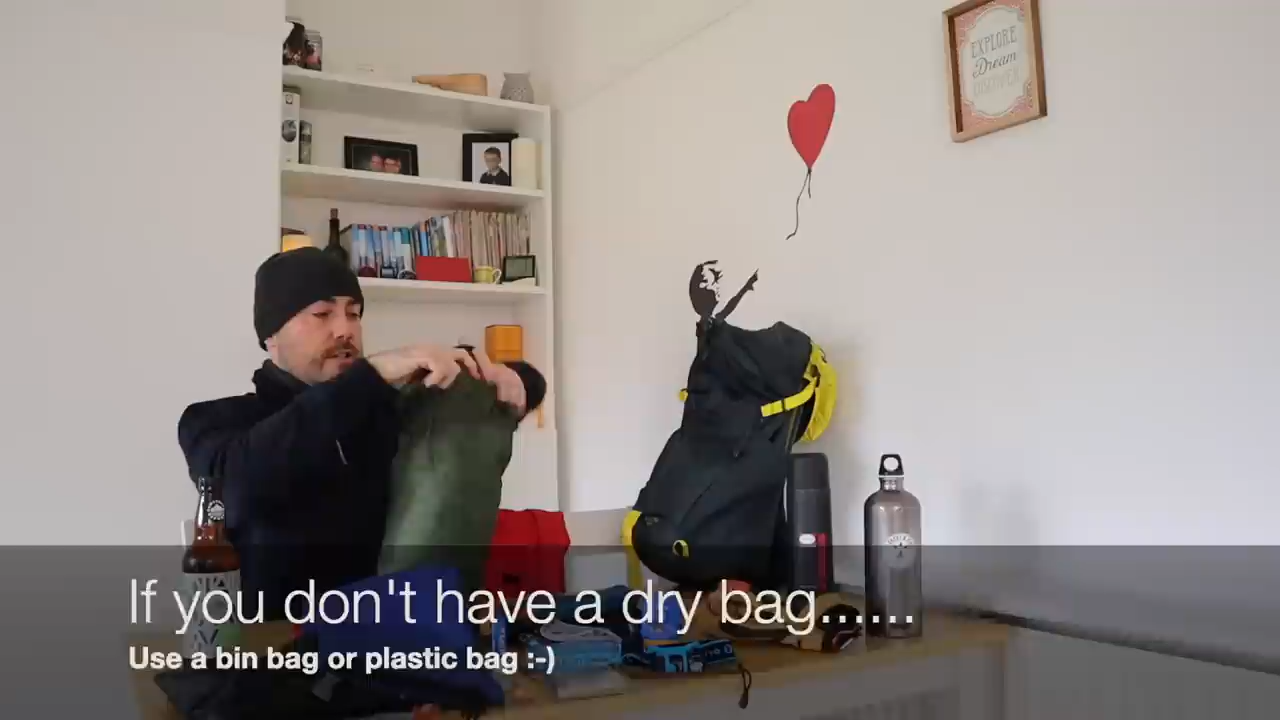 EXPLORE
Dream
DISCOVER
If you don't have a dry bag......
Use a bin bag or plastic bag :-)